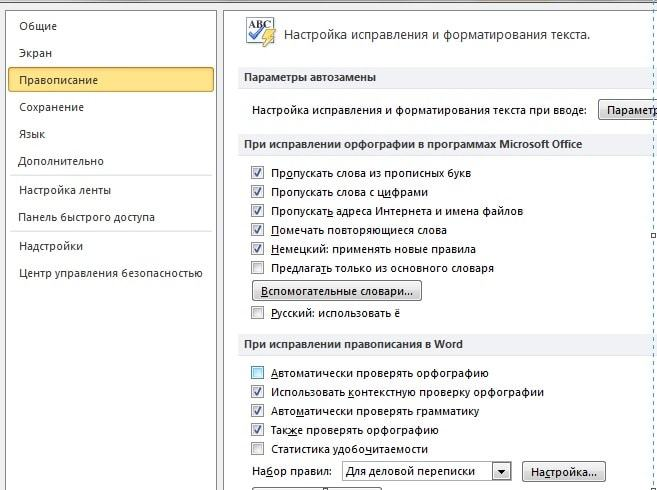 Общие
Экран
Правописание
Сохранение
Язык
Дополнительно
Настройка ленты
Панель быстрого доступа
Надстройки
Центр управления безопасностью
ABC
Настройка исправления и форматирования текста.
Параметры автозамены
Настройка исправления и форматирования текста при вводе: Парамет
При исправлении орфографии в программах Microsoft Office
Пропускать слова из прописных букв
Пропускать слова с цифрами
Пропускать адреса Интернета и имена файлов
Помечать повторяющиеся слова
Немецкий: применять новые правила
Предлагать только из основного словаря
Вспомогательные словари...
Русский: использовать ё
При исправлении правописания в Word
Автоматически проверять орфографию
Использовать контекстную проверку орфографии
Автоматически проверять грамматику
Также проверять орфографию
Статистика удобочитаемости
Набор правил: Для деловой переписки Настройка...